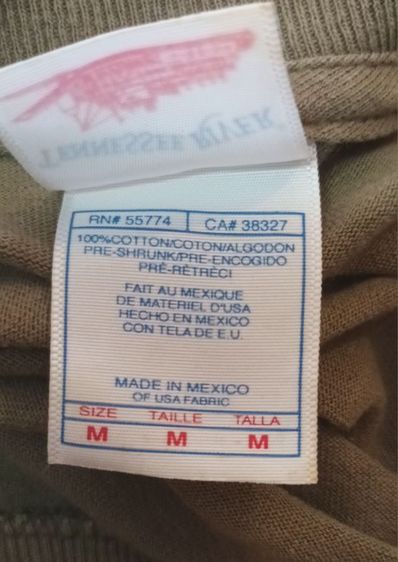 TENNESSEE RIVER
RN# 55774 CA# 38327
100%COTTON/COTON/ALGODON
PRE-SHRUNK/PRE-ENCOGIDO
PRÉ-RÉTRÈCI
FAIT AU MEXIQUE
DE MATERIEL D'USA
HECHO EN MEXICO
CON TELA DE E.U.
MADE IN MEXICO
OF USA FABRIC
SIZE TAILLE TALLA
M M M